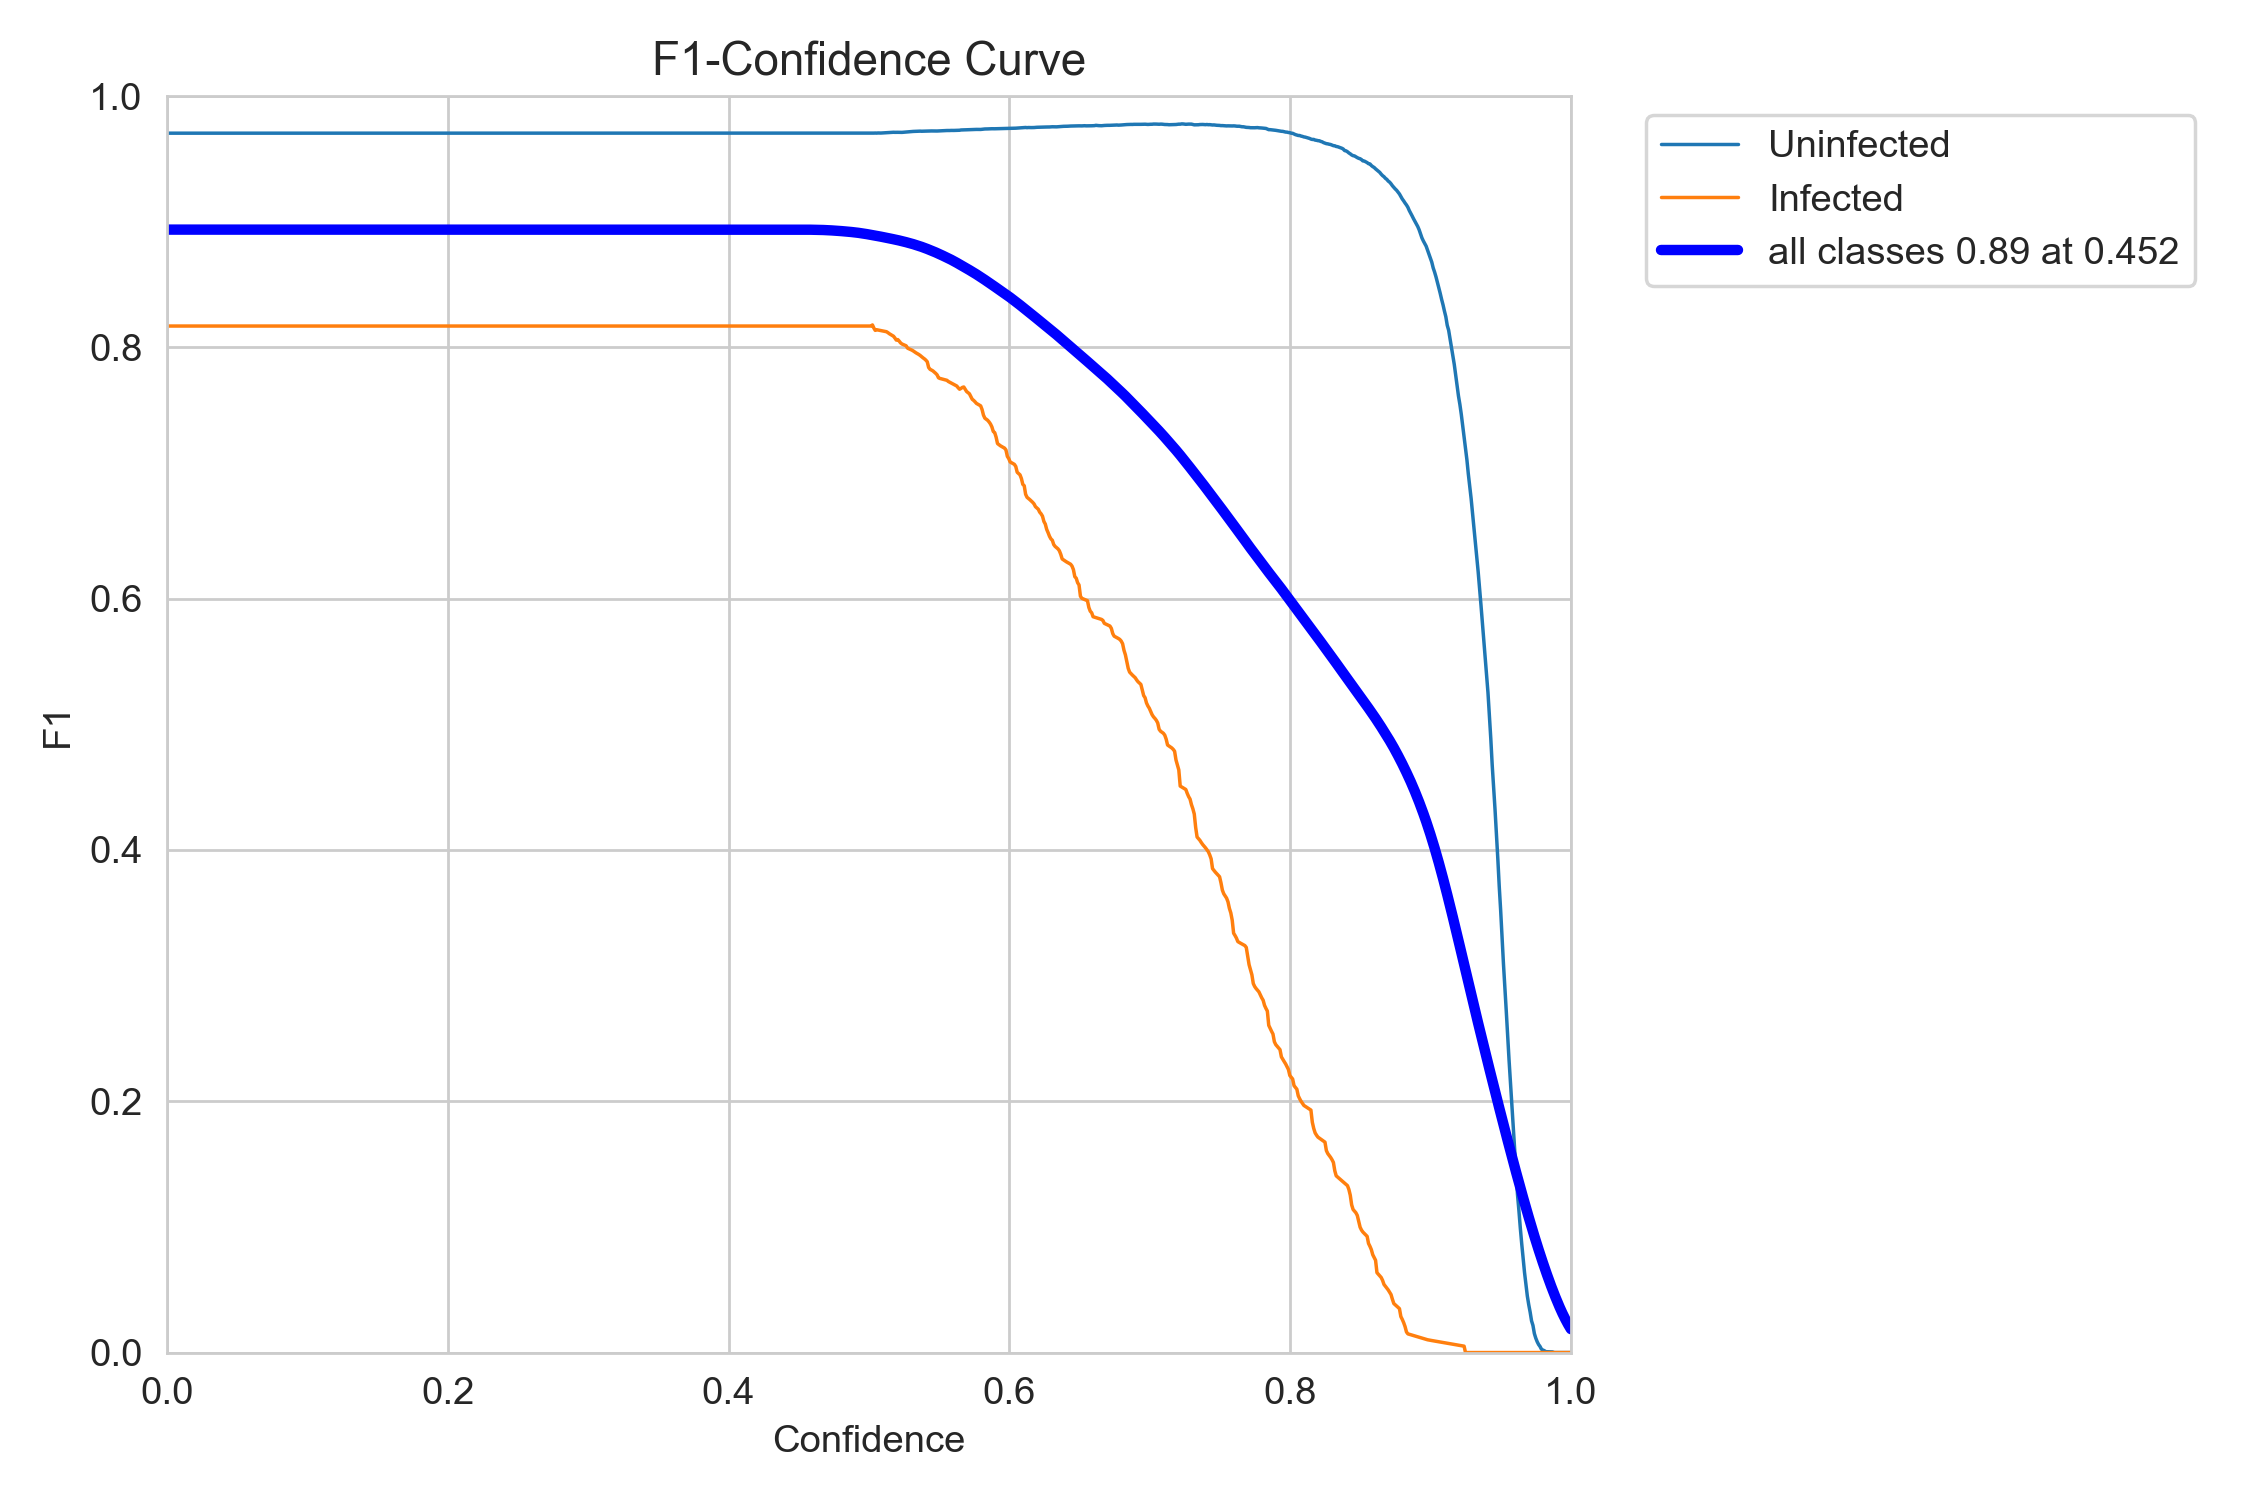 F1-Confidence Curve
1.0
0.8
0.6
0.4
0.2
0.0
F1
0.0 0.2 0.4 0.6 0.8 1.0
Confidence
Uninfected
Infected
all classes 0.89 at 0.452